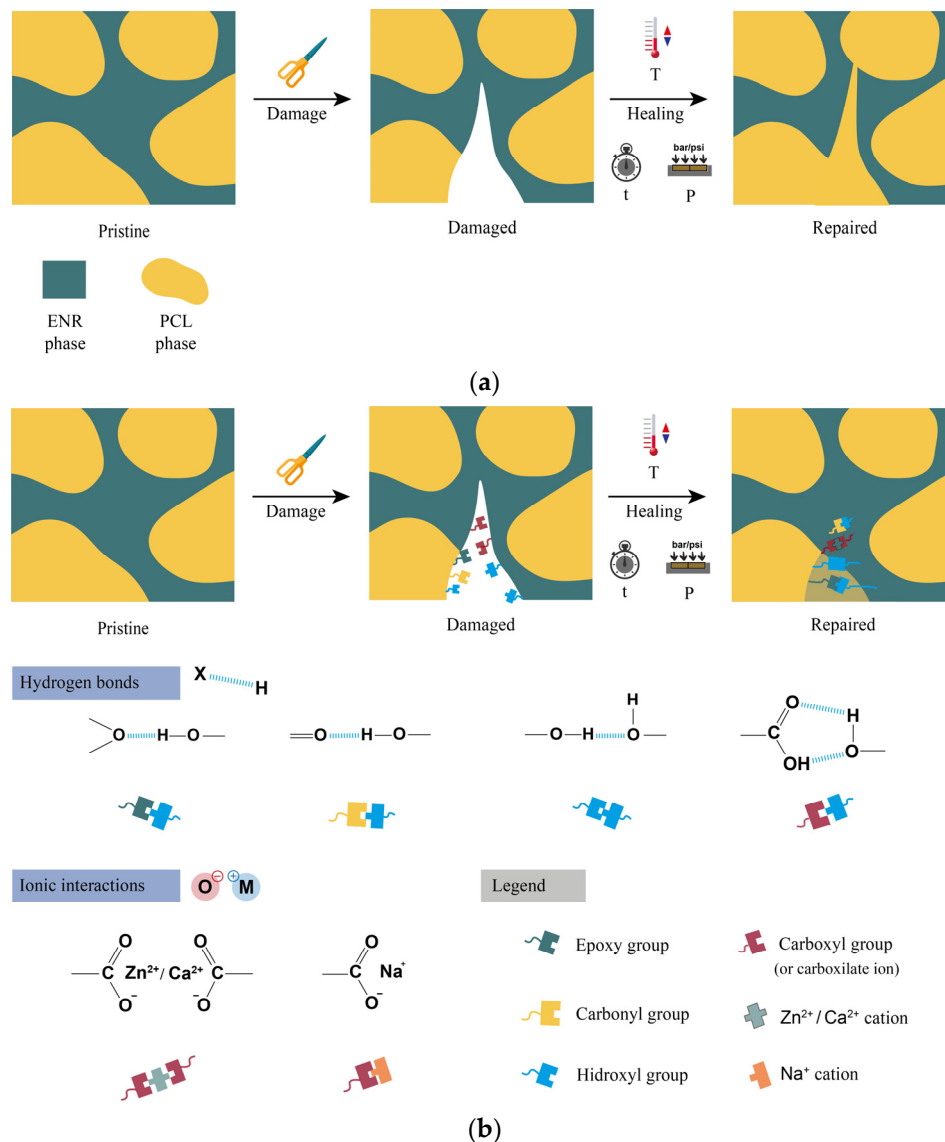 T
Damage
Healing
bar/psi
t
P
Pristine
Damaged
Repaired
ENR
phase
PCL
phase
(a)
T
Damage
Healing
bar/psi
t
P
Pristine
Damaged
Repaired
Hydrogen bonds
X
H
O H—O
O H—O
H
O—H O
O
C
OH
H
O
Ionic interactions
O⊖ ⊕M
Legend
O O
C Zn²⁺/Ca²⁺ C
O⁻ O⁻
O
C Na⁺
O⁻
Epoxy group
Carboxyl group
(or carboxilate ion)
Carbonyl group
Zn²⁺/Ca²⁺ cation
Hidroxyl group
Na⁺ cation
(b)